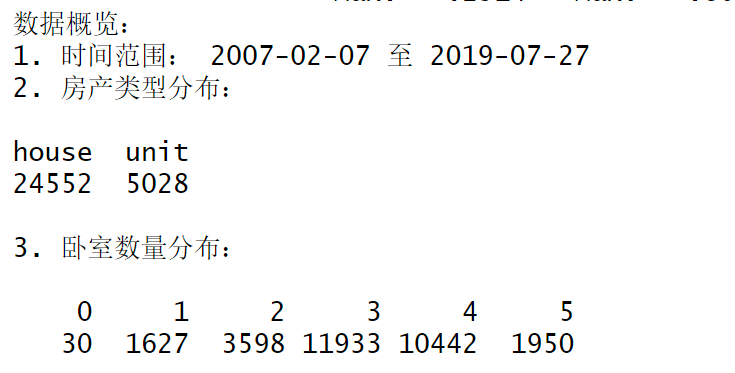 数据概览：
1. 时间范围： 2007-02-07 至 2019-07-27
2. 房产类型分布：
house unit
24552 5028
3. 卧室数量分布：
0 1 2 3 4 5
30 1627 3598 11933 10442 1950